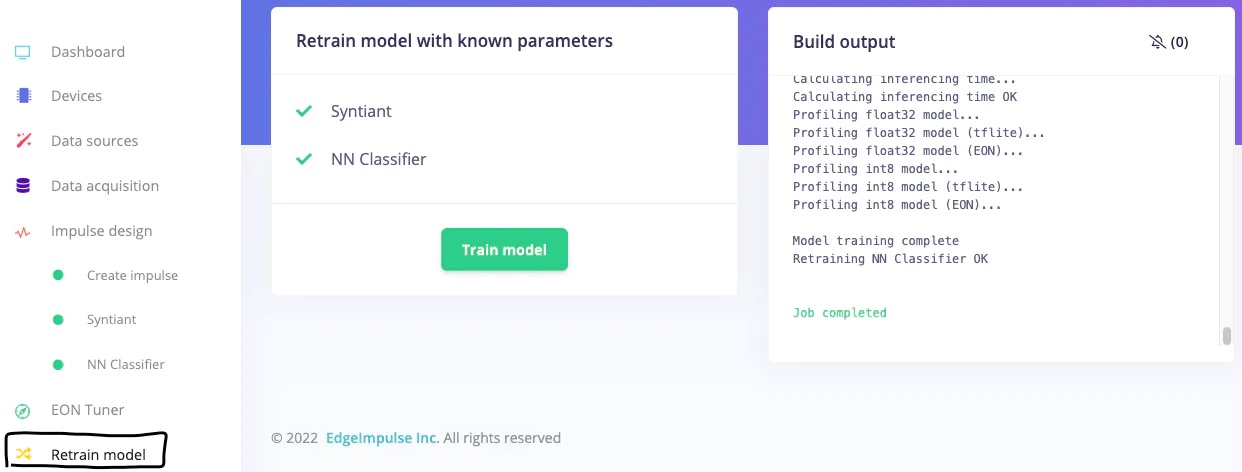 Dashboard
Devices
Data sources
Data acquisition
Impulse design
Create impulse
Syntiant
NN Classifier
EON Tuner
Retrain model
Retrain model with known parameters
Syntiant
NN Classifier
Train model
Build output
(0)
Calculating inferencing time...
Calculating inferencing time OK
Profiling float32 model...
Profiling float32 model (tflite)...
Profiling float32 model (EON)...
Profiling int8 model...
Profiling int8 model (tflite)...
Profiling int8 model (EON)...
Model training complete
Retraining NN Classifier OK
Job completed
© 2022 EdgeImpulse Inc. All rights reserved